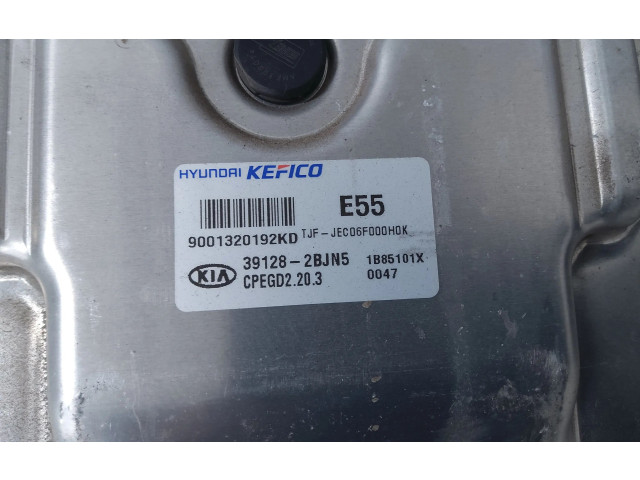 HYUNDAI KEFICO
E55
9001320192KD TJF-JEC06F000H0K
KIA 39128-2BJN5 1B85101X
CPEGD2.20.3 0047